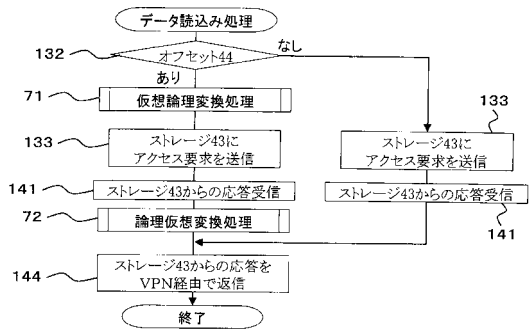 データ読込み処理
132
オフセット44
なし
あり
71
仮想論理変換処理
133
ストレージ43に
アクセス要求を送信
133
ストレージ43に
アクセス要求を送信
141
ストレージ43からの応答受信
ストレージ43からの応答受信
141
72
論理仮想変換処理
144
ストレージ43からの応答を
VPN経由で返信
終了